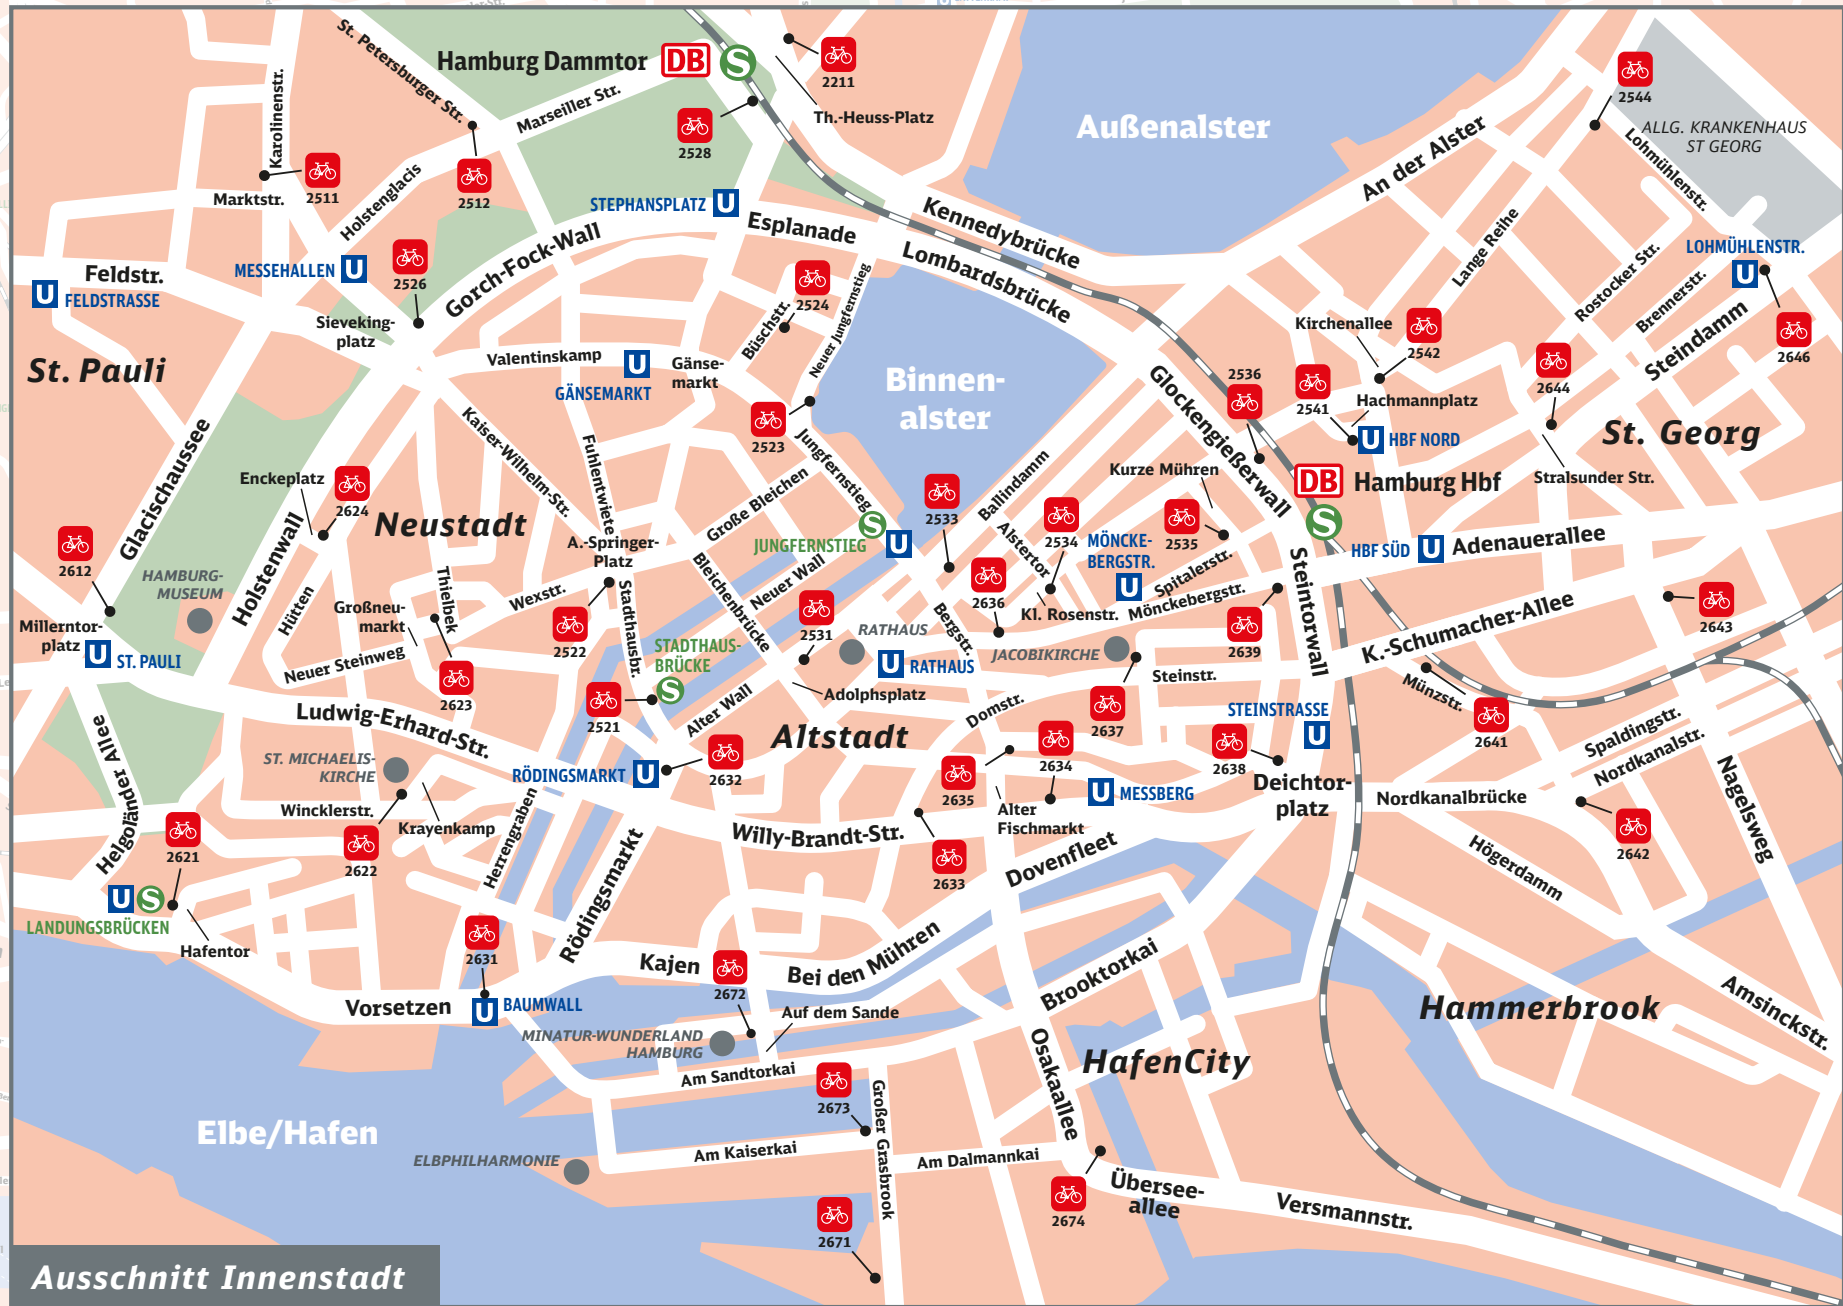 St. Petersburger Str.
Hamburg Dammtor
DB
S
2211
Th.-Heuss-Platz
Marseiller Str.
2528
Karolinenstr.
2511
Marktstr.
2512
Holstenglacis
STEPHANSPLATZ
U
Esplanade
Kennedybrücke
Lombardsbrücke
Außenalster
An der Alster
2544
ALLG. KRANKENHAUS
ST GEORG
Lohmühlenstr.
Lange Reihe
LOHMÜHLENSTR.
U
2646
Rostocker Str.
Brennerstr.
Steindamm
Feldstr.
U
FELDSTRASSE
MESSEHALLEN
U
2526
Gorch-Fock-Wall
Sieveking-
platz
St. Pauli
Valentinskamp
U
GÄNSEMARKT
Gänse-
markt
Büschstr.
2524
Neuer Jungfernstieg
2523
Binnen-
alster
Kirchenallee
2542
2536
2541
Hachmannplatz
U
HBF NORD
2644
St. Georg
Stralsunder Str.
Glockengießerwall
DB
Hamburg Hbf
S
HBF SÜD
U
Adenauerallee
Glacischaussee
Enckeplatz
2624
Neustadt
Kaiser-Wilhelm-Str.
Fuhlentwiete
Große Bleichen
Jungfernstieg
S
JUNGFERNSTIEG
U
2533
Ballindamm
Alstertor
2534
Kurze Mühren
2535
MÖNCKE-
BERGSTR.
U
Spitalerstr.
Mönckebergstr.
Kl. Rosenstr.
2636
2639
Steintorwall
2612
HAMBURG-
MUSEUM
Holstenwall
Hütten
Millerntor-
platz
U
ST. PAULI
Großneu-
markt
Thielbek
Neuer Steinweg
2623
Wexstr.
A.-Springer-
Platz
2522
Stadthausbr.
Bleichenbrücke
Neuer Wall
2531
RATHAUS
U
RATHAUS
Bergstr.
JACOBIKIRCHE
STADTHAUS-
BRÜCKE
S
2521
Alter Wall
Adolphsplatz
Altstadt
Domstr.
2637
Steinstr.
STEINSTRASSE
U
K.-Schumacher-Allee
2643
Münzstr.
2641
Spaldingstr.
Nordkanalstr.
Nagelsweg
Ludwig-Erhard-Str.
ST. MICHAELIS-
KIRCHE
RÖDINGSMARKT
U
2632
2635
2634
2638
Deichtor-
platz
U
MESSBERG
Alter
Fischmarkt
Nordkanalbrücke
2642
Högerdamm
Helgoländer Allee
Wincklerstr.
Krayenkamp
2622
Herrengraben
Willy-Brandt-Str.
2633
Dovenfleet
2621
U
S
LANDUNGSBRÜCKEN
Hafentor
2631
Rödingsmarkt
Kajen
2672
Bei den Mühren
Brooktorkai
Vorsetzen
U
BAUMWALL
Auf dem Sande
MINATUR-WUNDERLAND
HAMBURG
Am Sandtorkai
Osakaallee
HafenCity
Hammerbrook
Amsinckstr.
2673
Großer Grasbrook
Elbe/Hafen
ELBPHILHARMONIE
Am Kaiserkai
Am Dalmannkai
2674
Übersee-
allee
Versmannstr.
2671
Ausschnitt Innenstadt